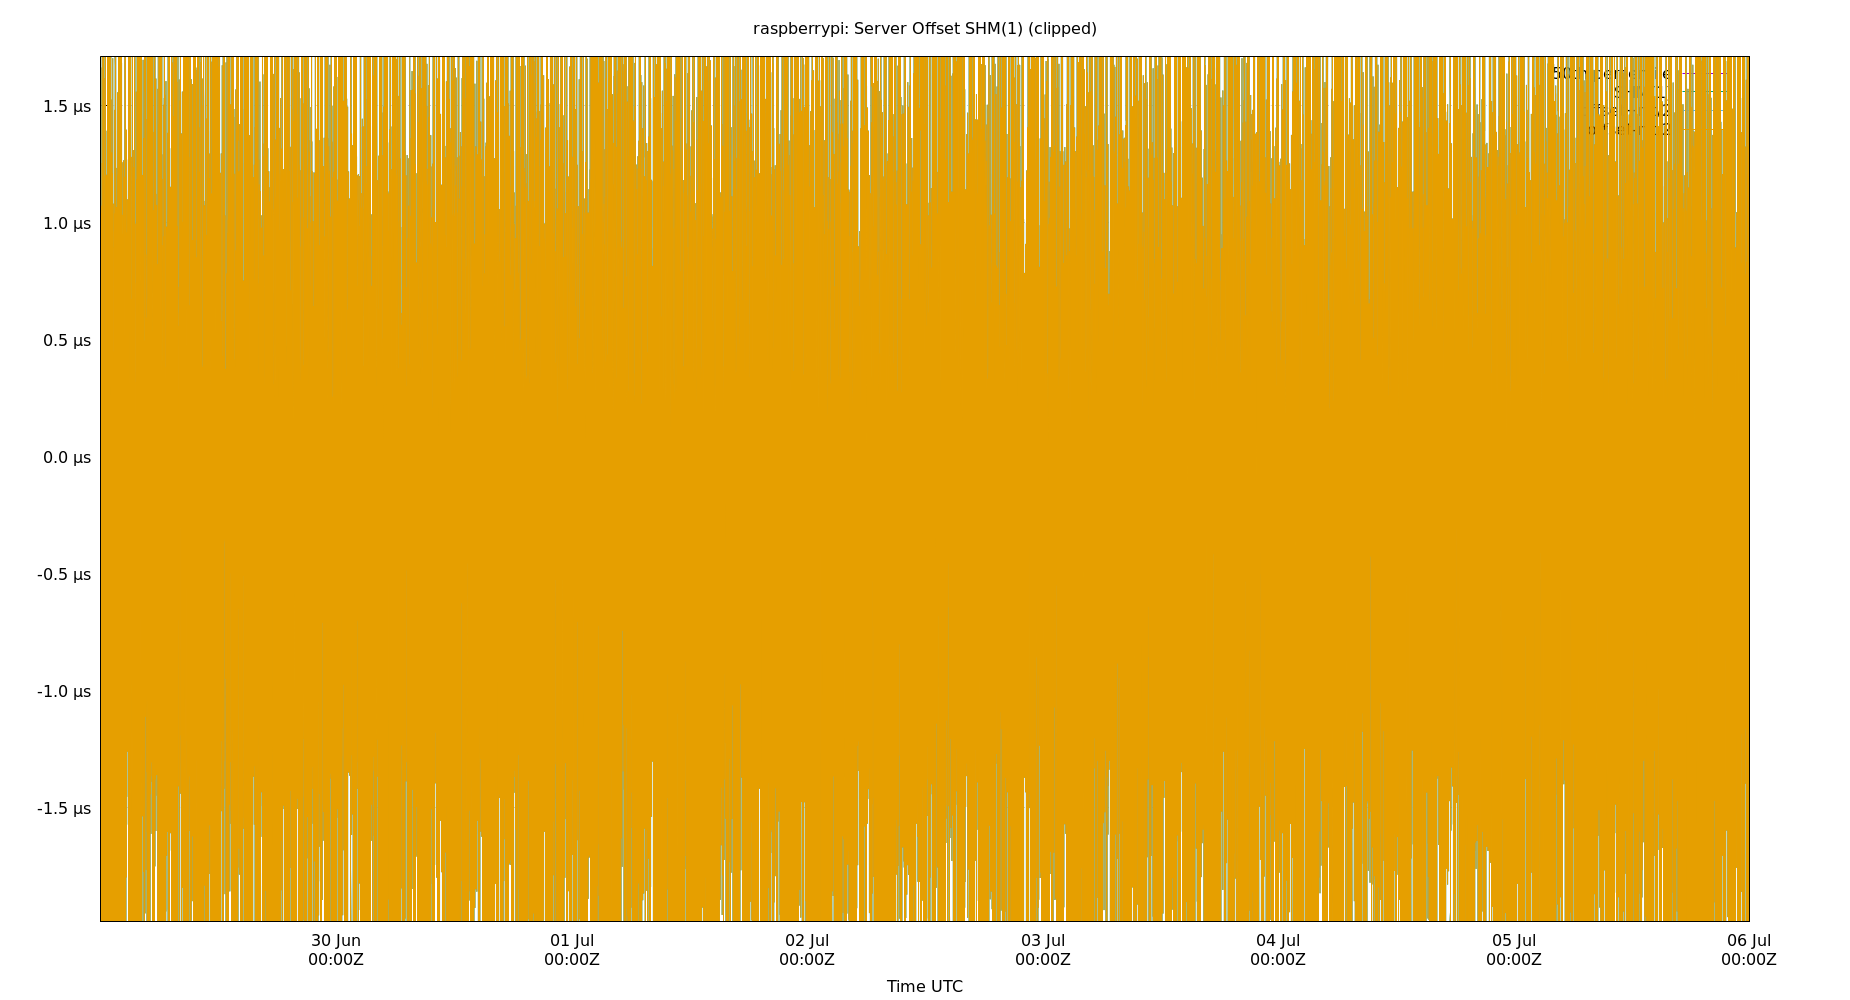 raspberrypi: Server Offset SHM(1) (clipped)
1.5 µs
1.0 µs
0.5 µs
0.0 µs
-0.5 µs
-1.0 µs
-1.5 µs
30 Jun 01 Jul 02 Jul 03 Jul 04 Jul 05 Jul 06 Jul
00:00Z 00:00Z 00:00Z 00:00Z 00:00Z 00:00Z 00:00Z
Time UTC